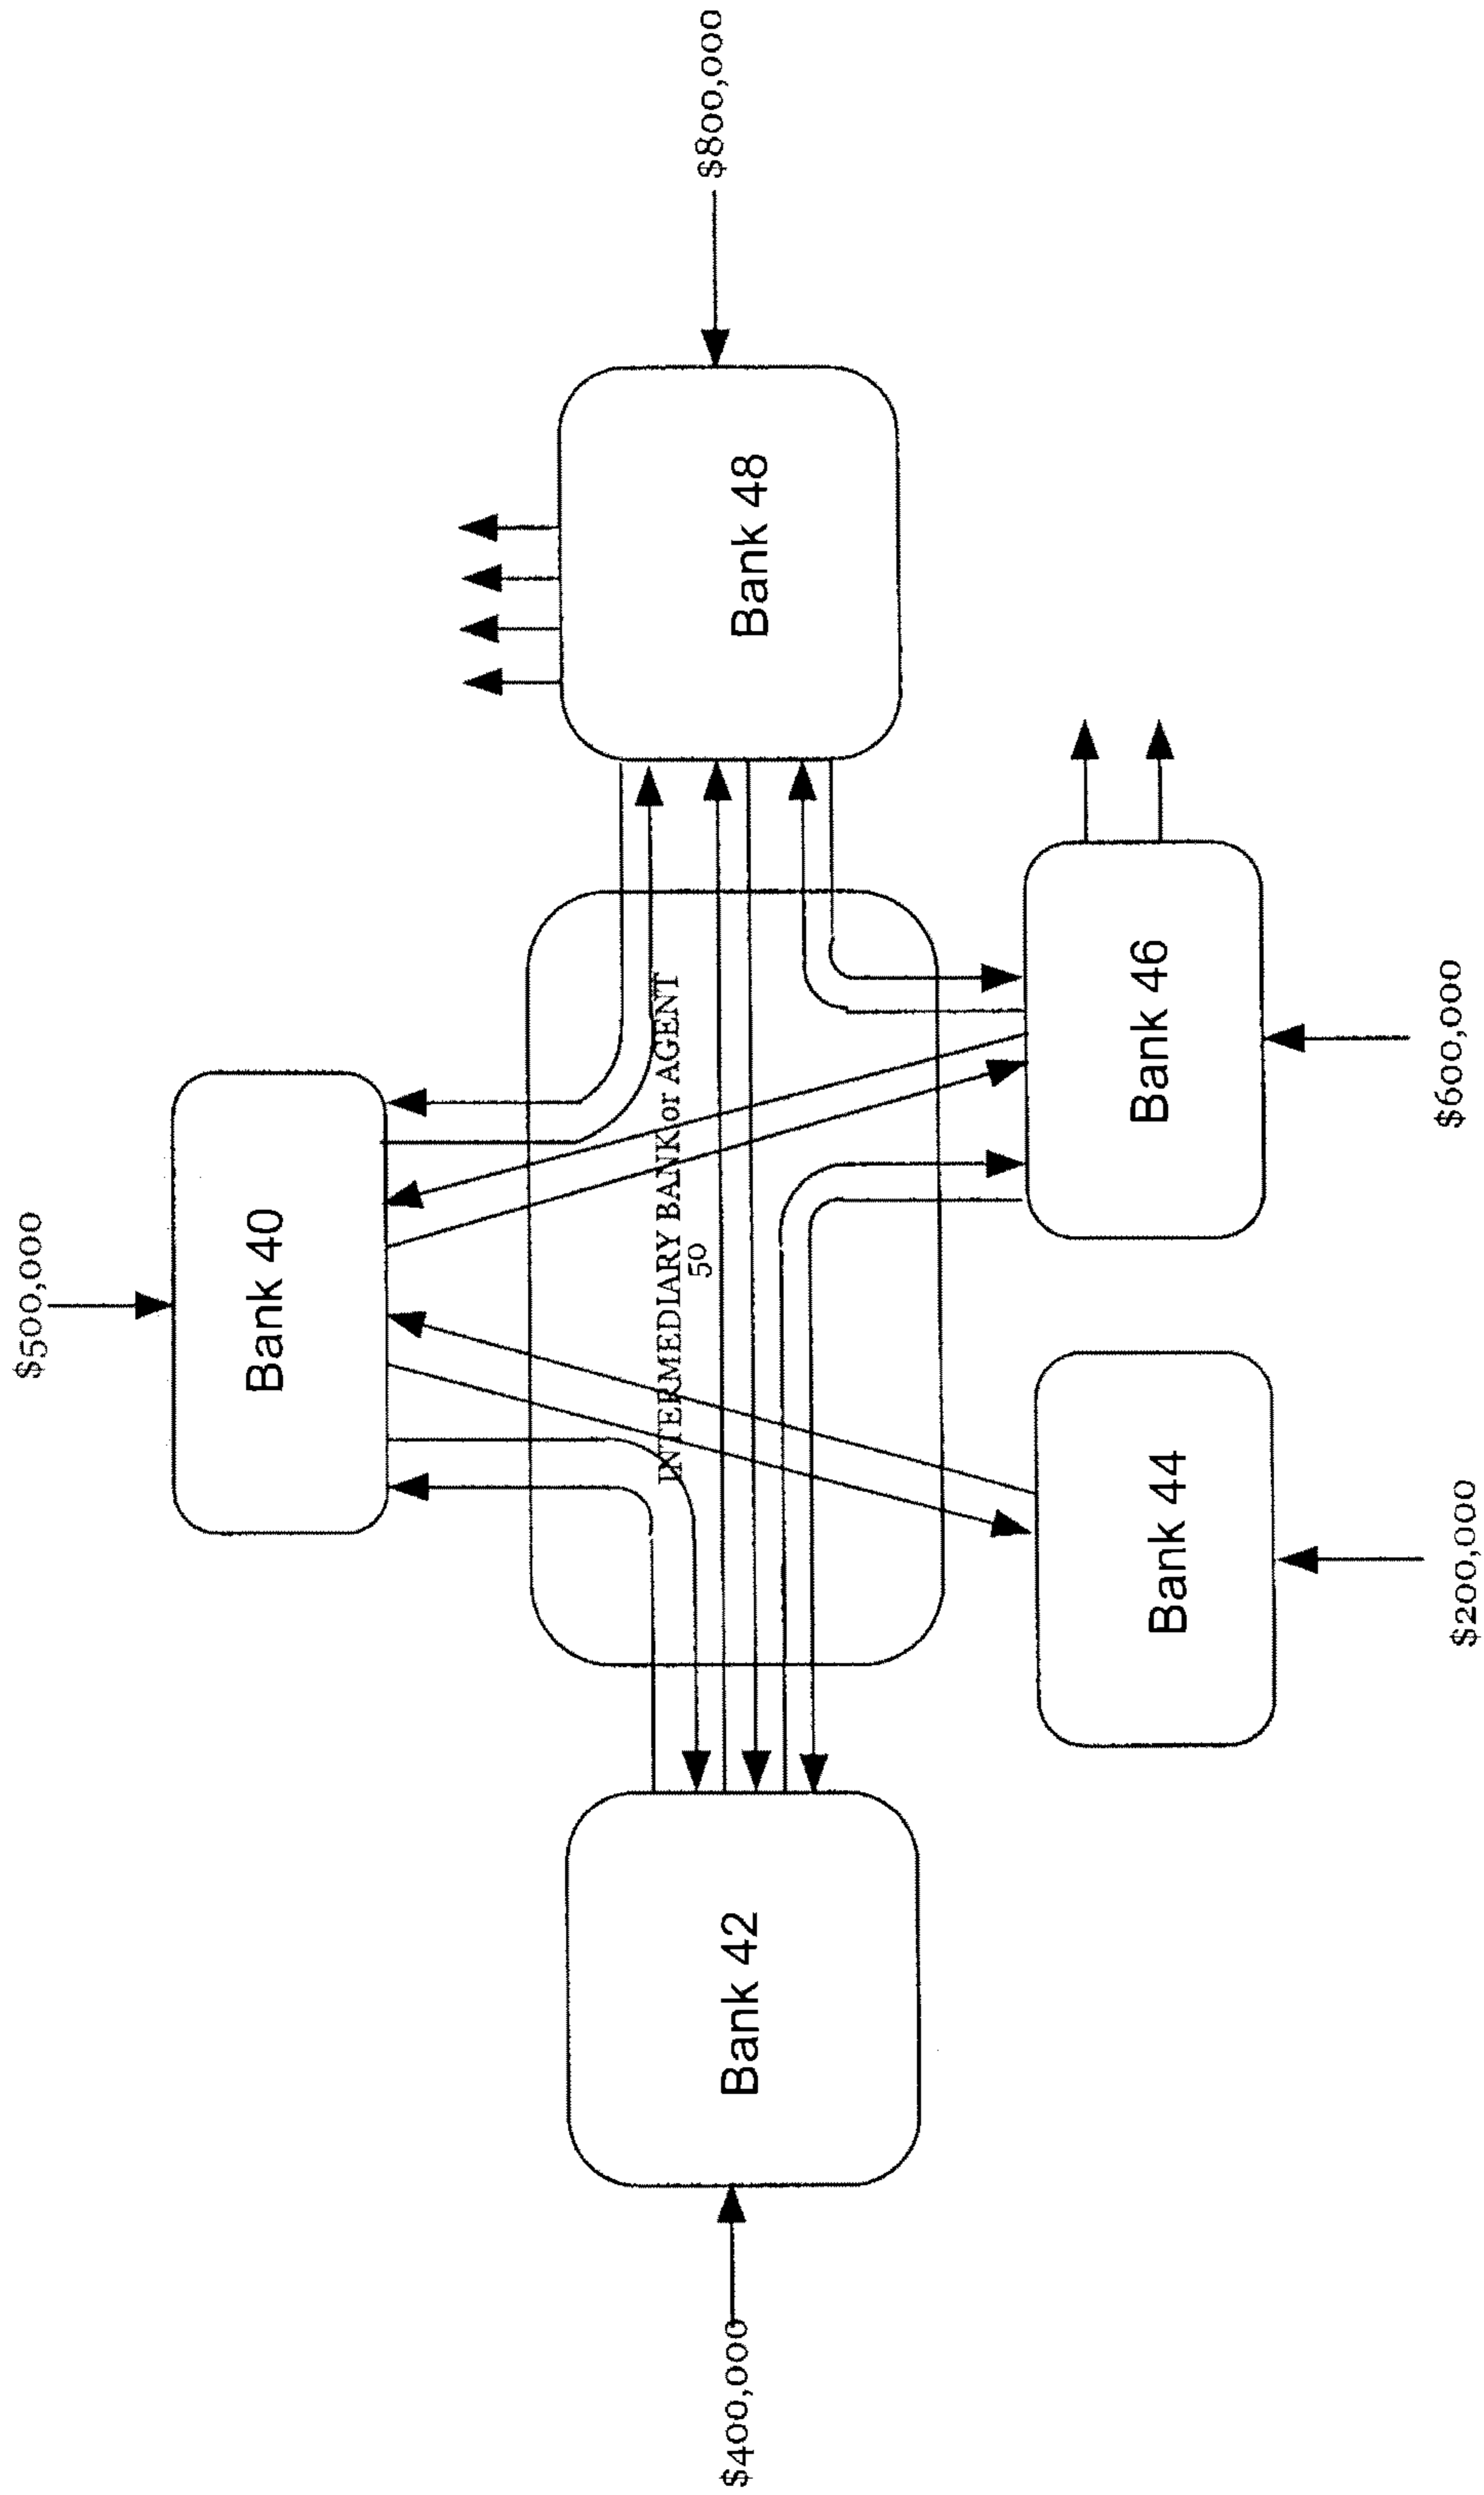 $500,000
Bank 40
INTERMEDIARY BANK or AGENT
50
Bank 42
$400,000
Bank 48
$800,000
Bank 44
$200,000
Bank 46
$600,000